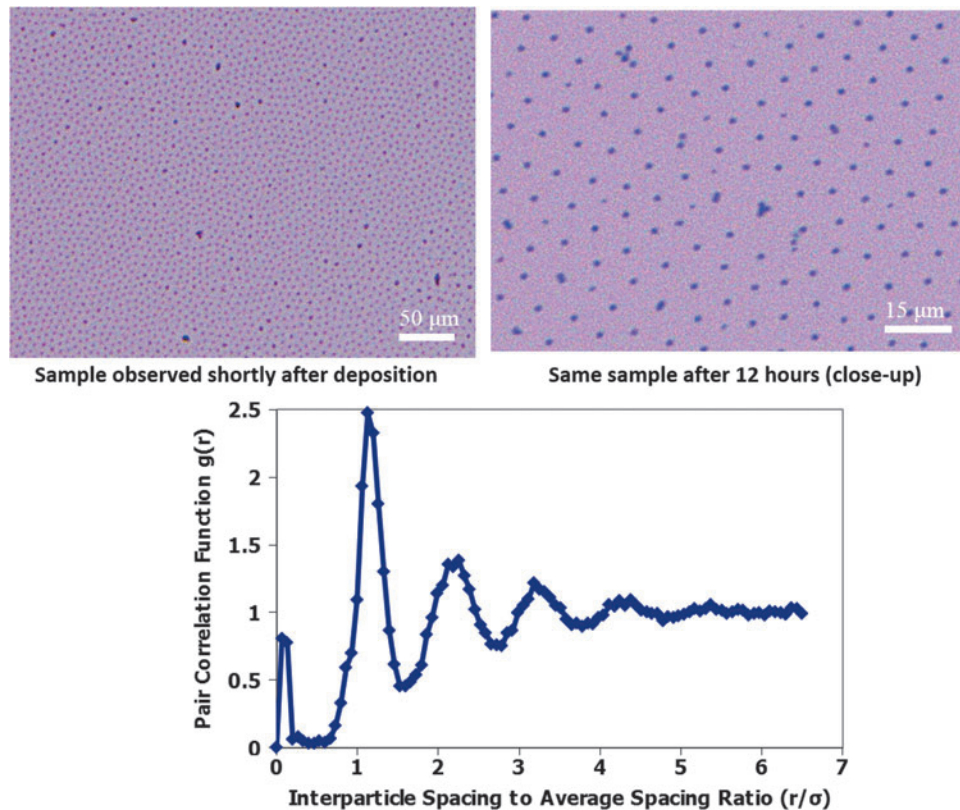 50 μm
15 μm
Sample observed shortly after deposition
Same sample after 12 hours (close-up)
Pair Correlation Function g(r)
2.5
2
1.5
1
0.5
0
0 1 2 3 4 5 6 7
Interparticle Spacing to Average Spacing Ratio (r/σ)